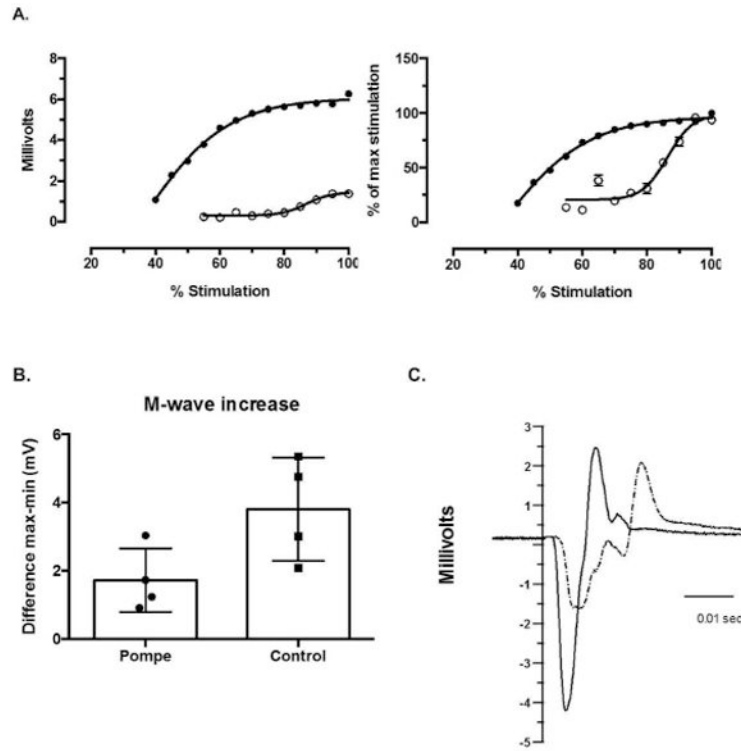 A.
Millivolts
8
6
4
2
0
20 40 60 80 100
% Stimulation
% of max stimulation
150
100
50
0
20 40 60 80 100
% Stimulation
B.
M-wave increase
Difference max-min (mV)
6
4
2
0
Pompe Control
C.
Millivolts
3
2
1
-1
-2
-3
-4
-5
0.01 sec